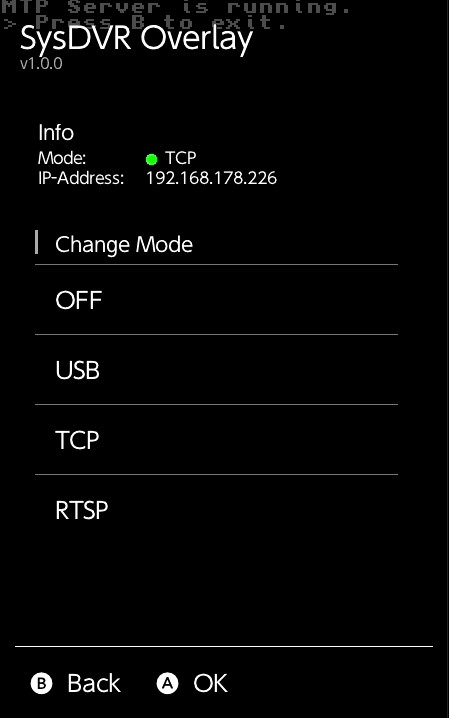 MTP Server is running.
> Press B to exit.
SysDVR Overlay
v1.0.0
Info
Mode: TCP
IP-Address: 192.168.178.226
Change Mode
OFF
USB
TCP
RTSP
B Back A OK